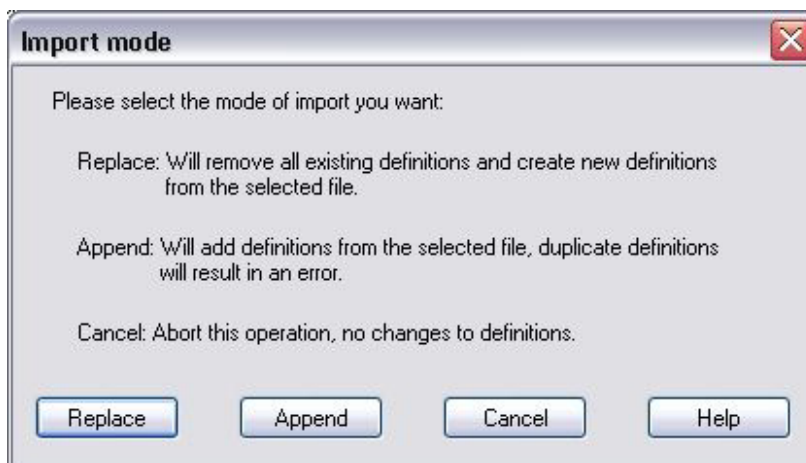 Import mode
Please select the mode of import you want:
Replace: Will remove all existing definitions and create new definitions
from the selected file.
Append: Will add definitions from the selected file, duplicate definitions
will result in an error.
Cancel: Abort this operation, no changes to definitions.
Replace Append Cancel Help